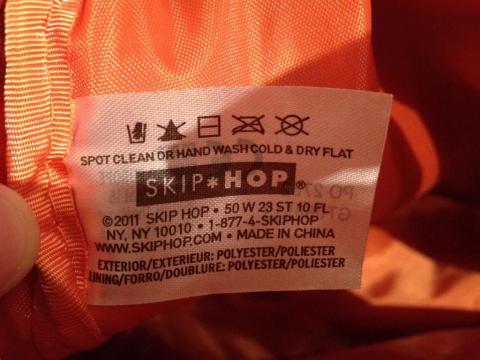 SPOT CLEAN OR HAND WASH COLD & DRY FLAT
SKIP*HOP®
©2011 SKIP HOP • 50 W 23 ST 10 FL
NY, NY 10010 • 1-877-4-SKIPHOP
WWW.SKIPHOP.COM • MADE IN CHINA
EXTERIOR/EXTERIEUR: POLYESTER/POLIESTER
LINING/FORRO/DOUBLURE: POLYESTER/POLIESTER